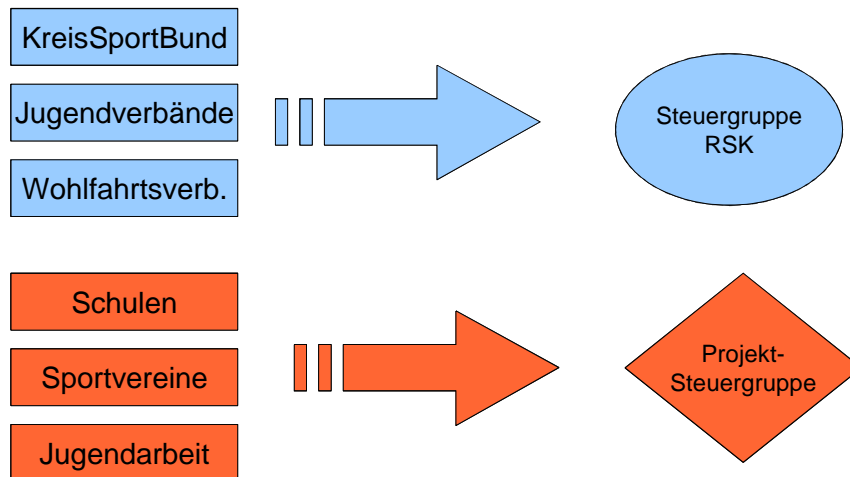 KreisSportBund
Jugendverbände
Wohlfahrtsverb.
Steuergruppe
RSK
Schulen
Sportvereine
Jugendarbeit
Projekt-
Steuergruppe